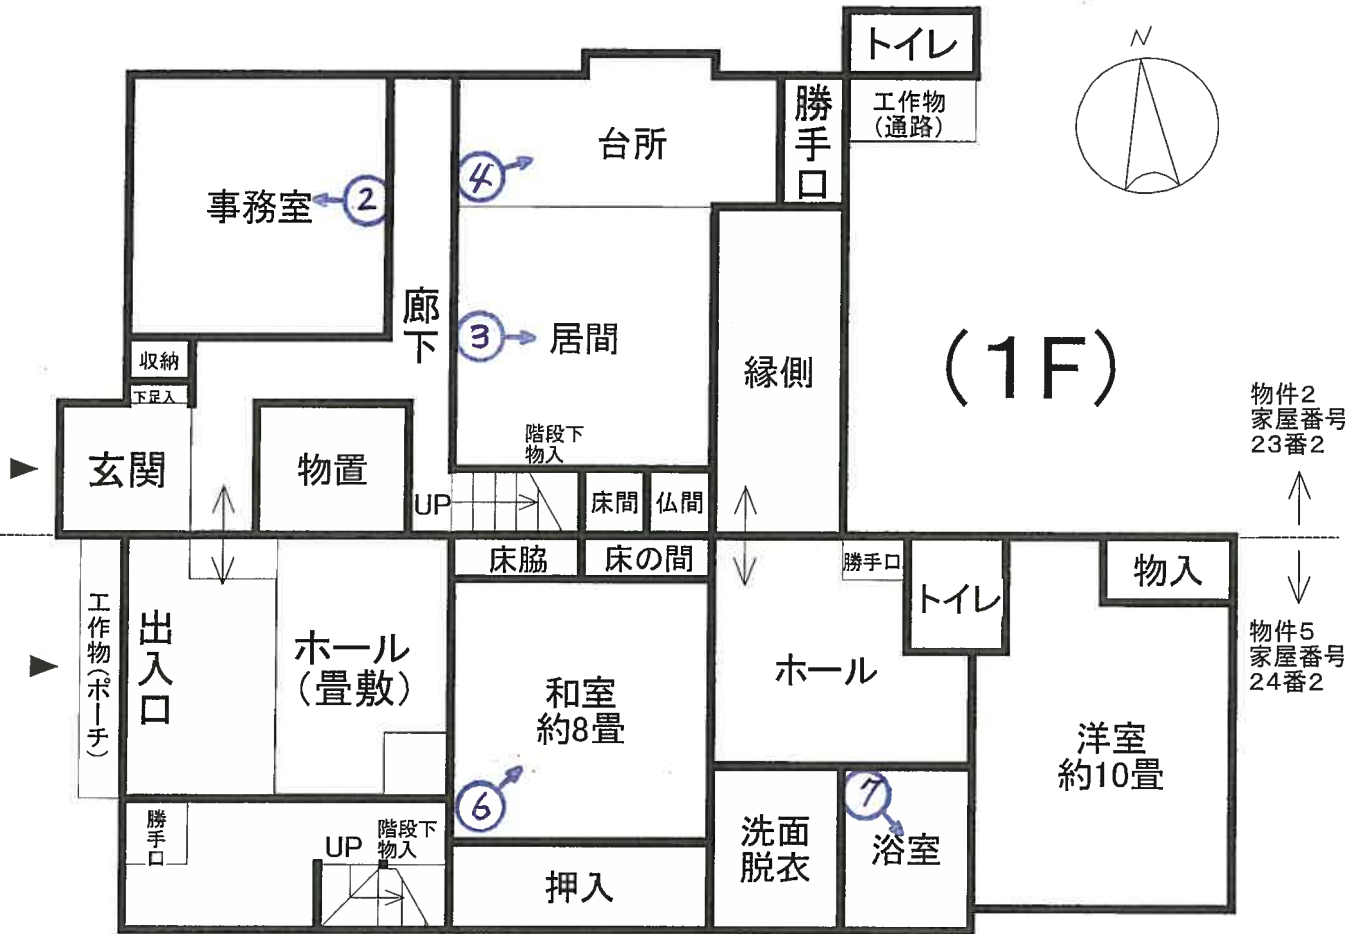 トイレ
N
工作物
(通路)
勝手口
台所
④
事務室
②
廊下
③
居間
縁側
(1F)
収納
下足入
玄関
物置
階段下
物入
UP
床間
仏間
物件2
家屋番号
23番2
床脇
床の間
勝手口
トイレ
物入
工作物(ポーチ)
出入口
ホール
(畳敷)
和室
約8畳
ホール
洋室
約10畳
物件5
家屋番号
24番2
⑥
⑦
勝手口
UP
階段下
物入
押入
洗面
脱衣
浴室